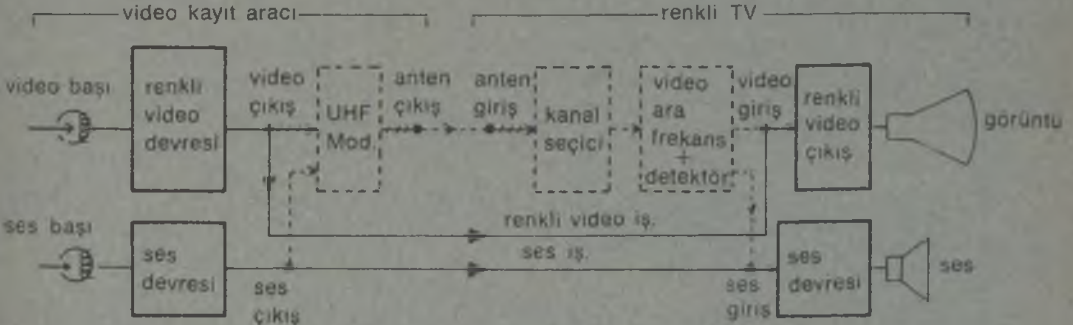 video kayıt aracı
renkli TV
video başı
renkli
video
devresi
video
çıkış
UHF
Mod.
anten
çıkış
anten
giriş
kanal
seçici
video
ara
frekans
+
detektör
video
giriş
renkli
video
çıkış
görüntü
renkli video iş.
ses iş.
ses başı
ses
devresi
ses
çıkış
ses
giriş
ses
devresi
ses